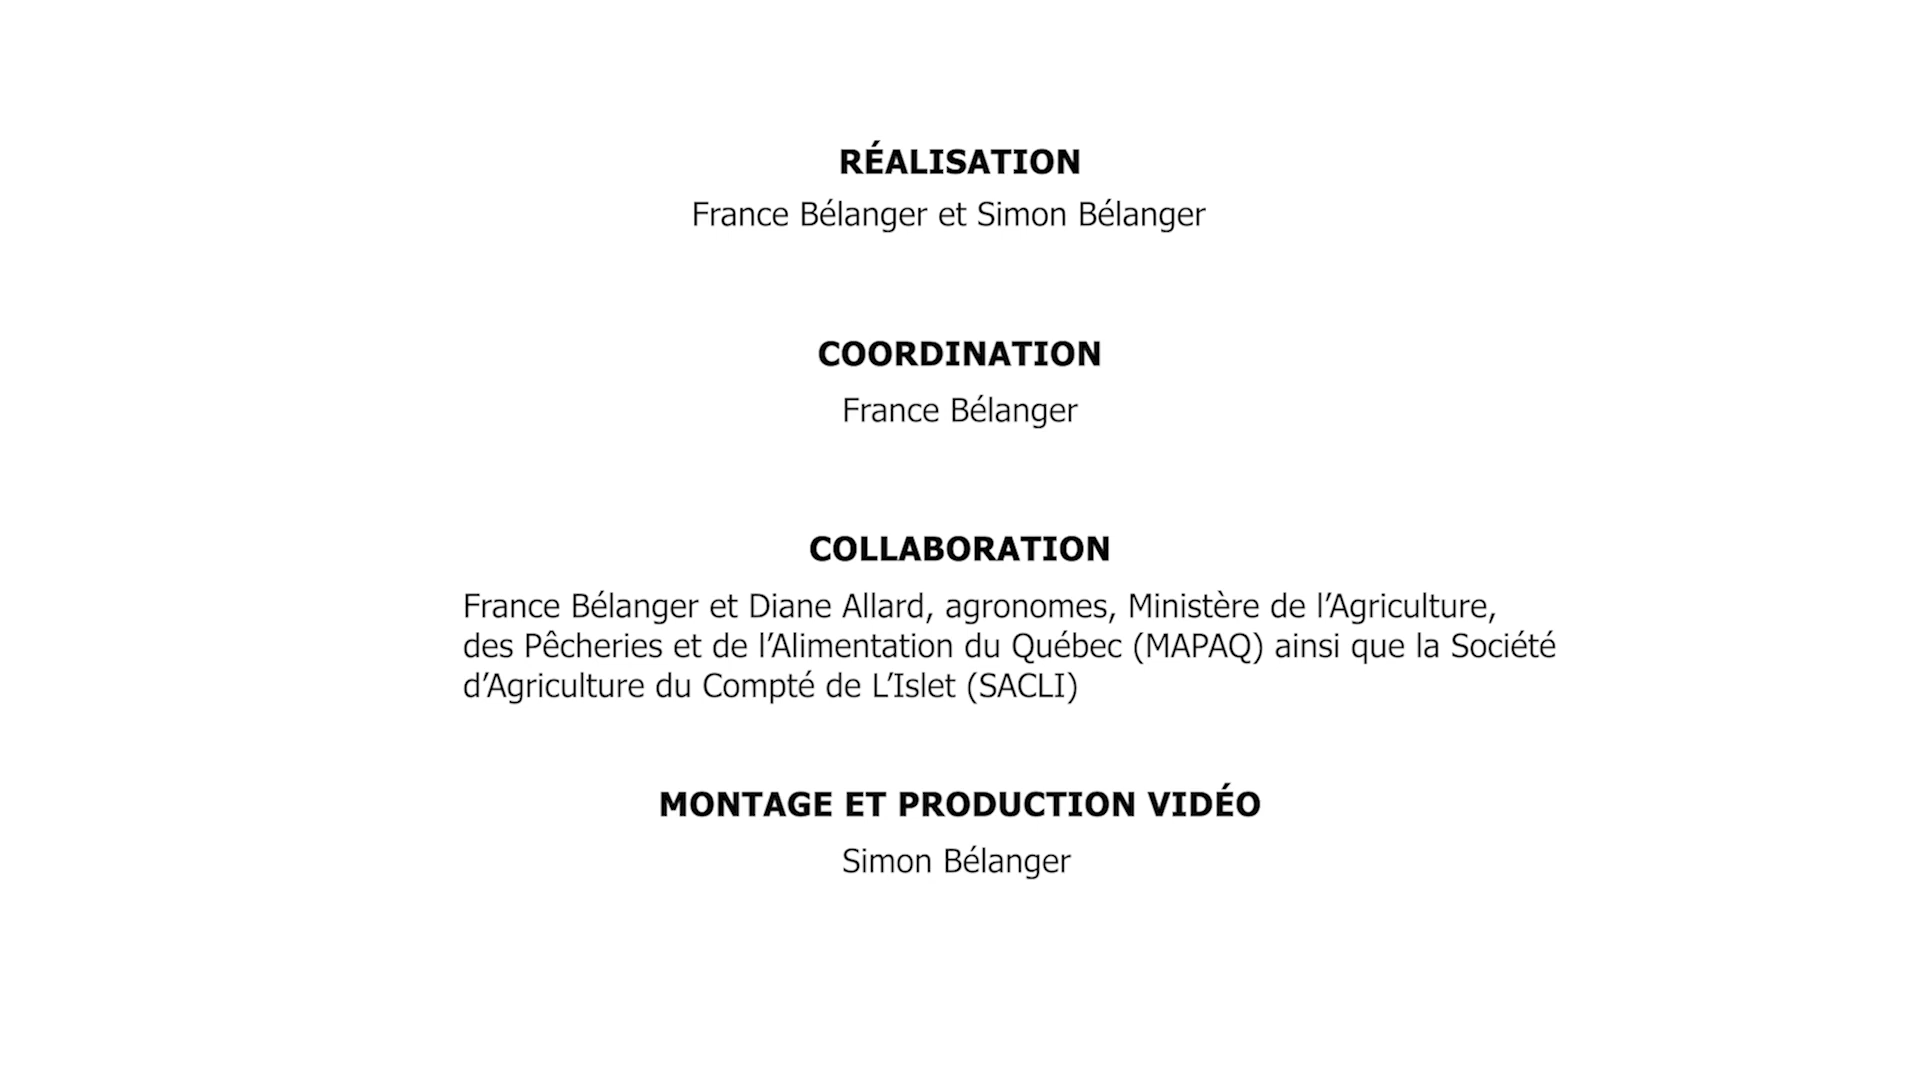 RÉALISATION
France Bélanger et Simon Bélanger
COORDINATION
France Bélanger
COLLABORATION
France Bélanger et Diane Allard, agronomes, Ministère de l’Agriculture,
des Pêcheries et de l’Alimentation du Québec (MAPAQ) ainsi que la Société
d’Agriculture du Compté de L’Islet (SACLI)
MONTAGE ET PRODUCTION VIDÉO
Simon Bélanger